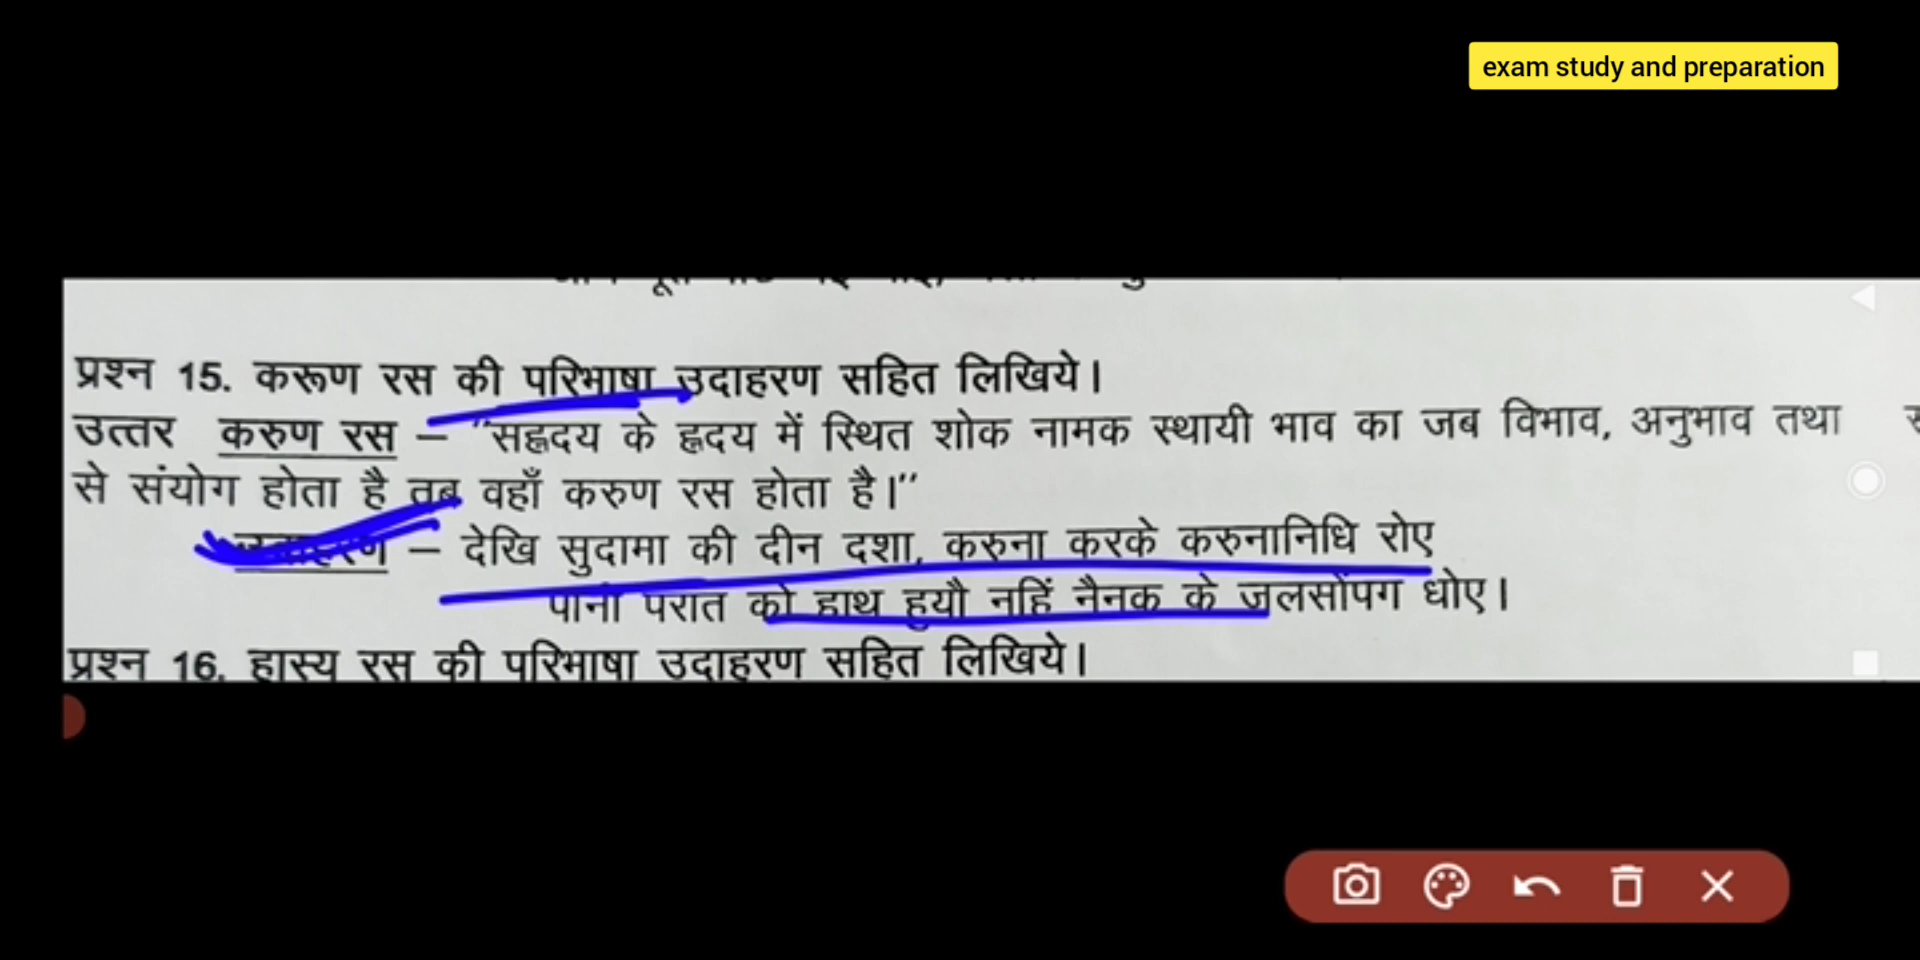 exam study and preparation
प्रश्न 15. करूण रस की परिभाषा उदाहरण सहित लिखिये।
उत्तर करुण रस – "सहृदय के हृदय में स्थित शोक नामक स्थायी भाव का जब विभाव, अनुभाव तथा
से संयोग होता है तब वहाँ करुण रस होता है।"
उदाहरण – देखि सुदामा की दीन दशा, करुना करके करुनानिधि रोए
पानी परात को हाथ हुयौ नहिं नैनक के जलसोंपग धोए।
प्रश्न 16. हास्य रस की परिभाषा उदाहरण सहित लिखिये।